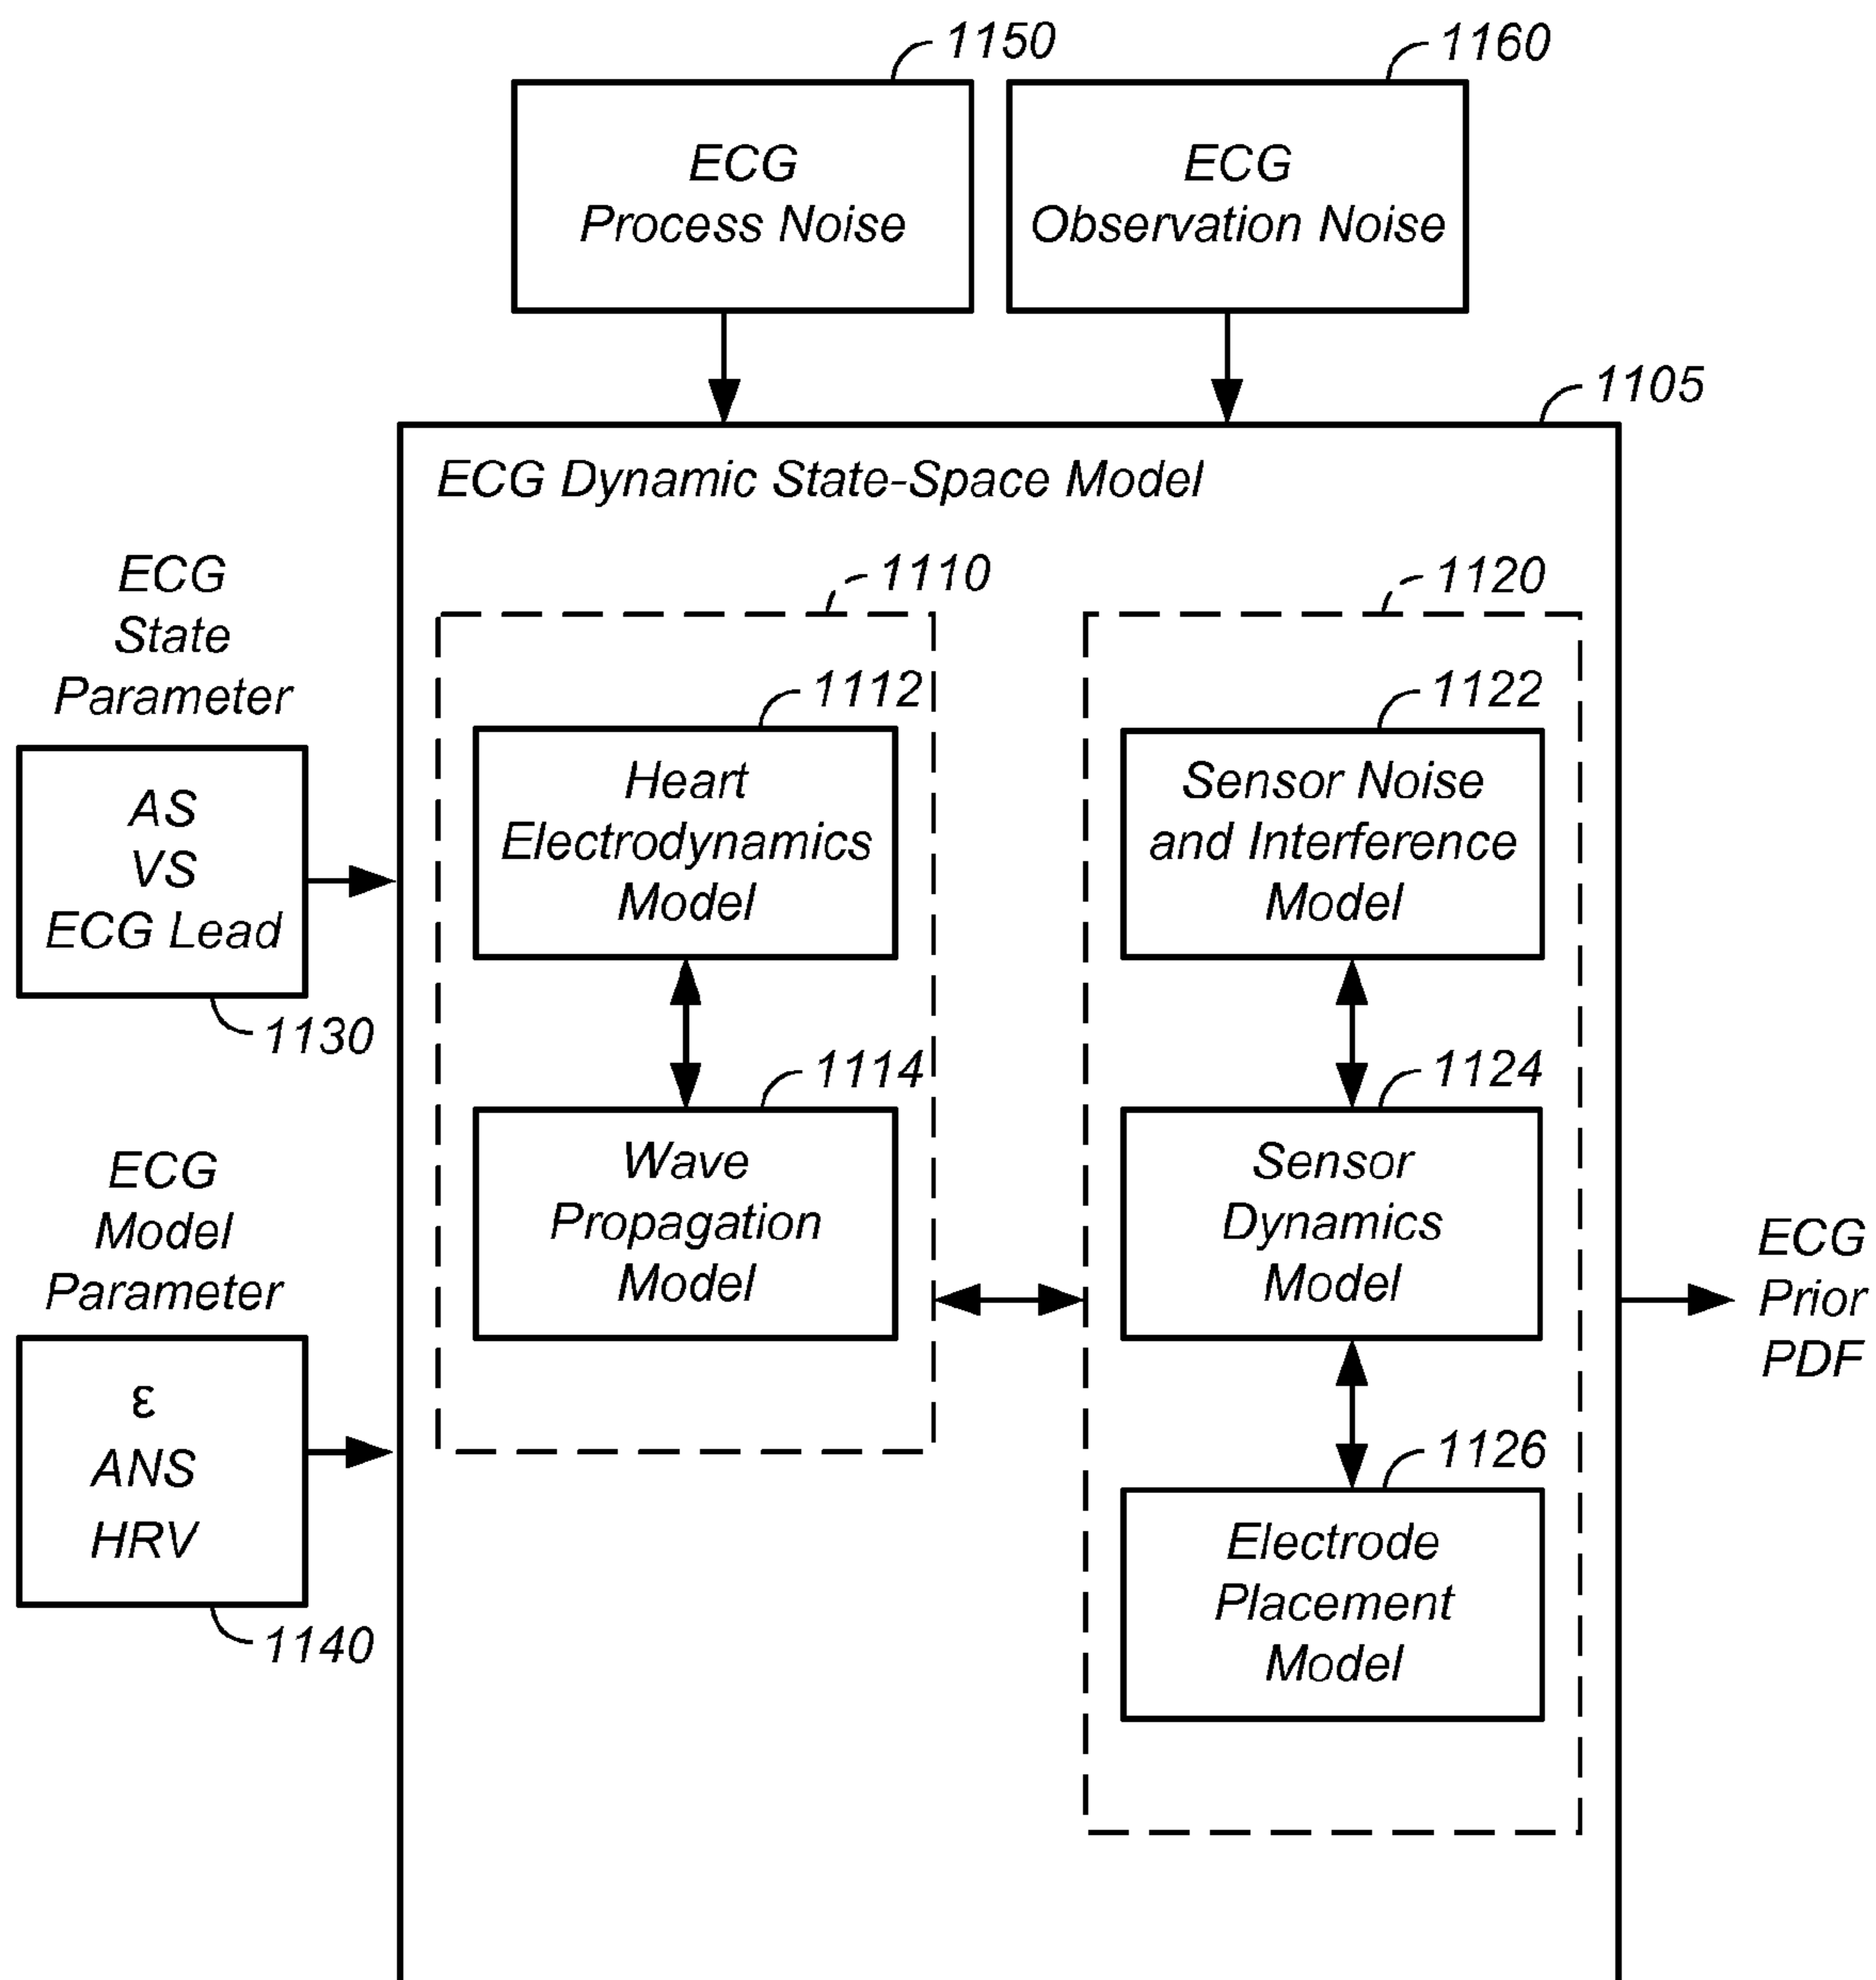 1150
1160
ECG
Process Noise
ECG
Observation Noise
1105
ECG Dynamic State-Space Model
ECG
State
Parameter
AS
VS
ECG Lead
1130
ECG
Model
Parameter
ε
ANS
HRV
1140
1110
1112
Heart
Electrodynamics
Model
1114
Wave
Propagation
Model
1120
1122
Sensor Noise
and Interference
Model
1124
Sensor
Dynamics
Model
1126
Electrode
Placement
Model
ECG
Prior
PDF